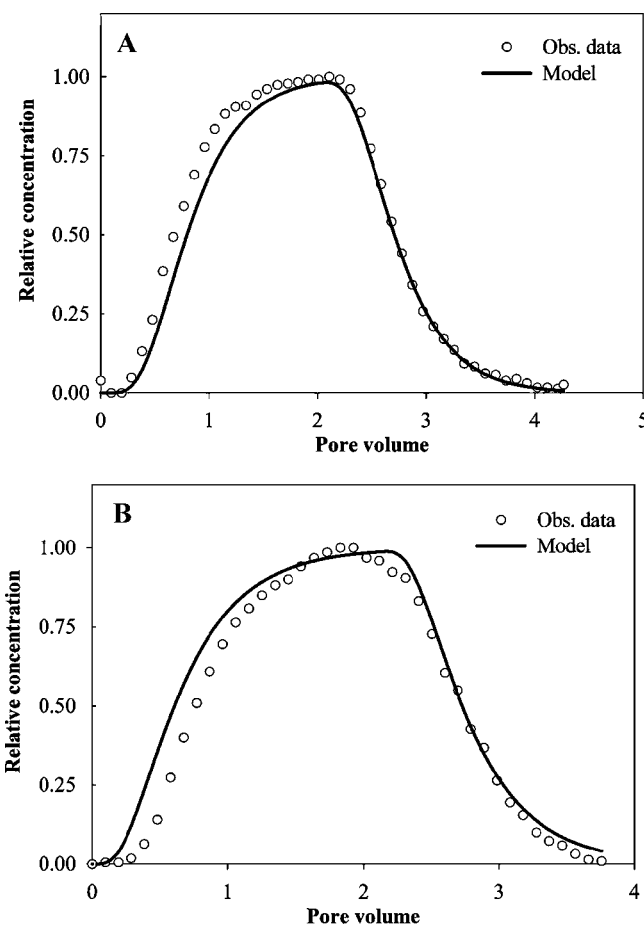 A
Obs. data
Model
1.00
0.75
0.50
0.25
0.00
Relative concentration
0 1 2 3 4 5
Pore volume
B
Obs. data
Model
1.00
0.75
0.50
0.25
0.00
Relative concentration
0 1 2 3 4
Pore volume